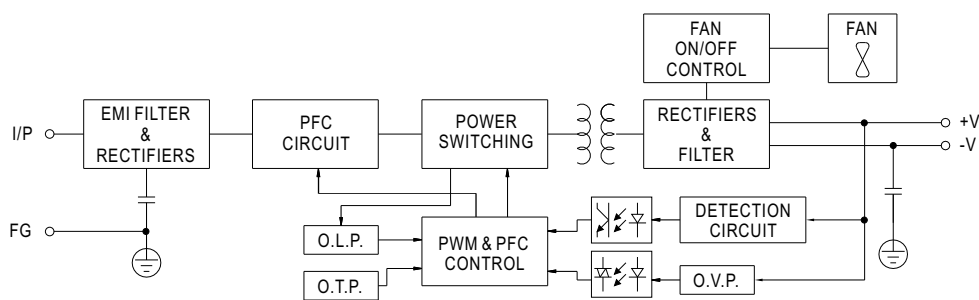 FAN
ON/OFF
CONTROL
FAN
I/P
EMI FILTER
&
RECTIFIERS
PFC
CIRCUIT
POWER
SWITCHING
RECTIFIERS
&
FILTER
+V
-V
FG
O.L.P.
O.T.P.
PWM & PFC
CONTROL
DETECTION
CIRCUIT
O.V.P.